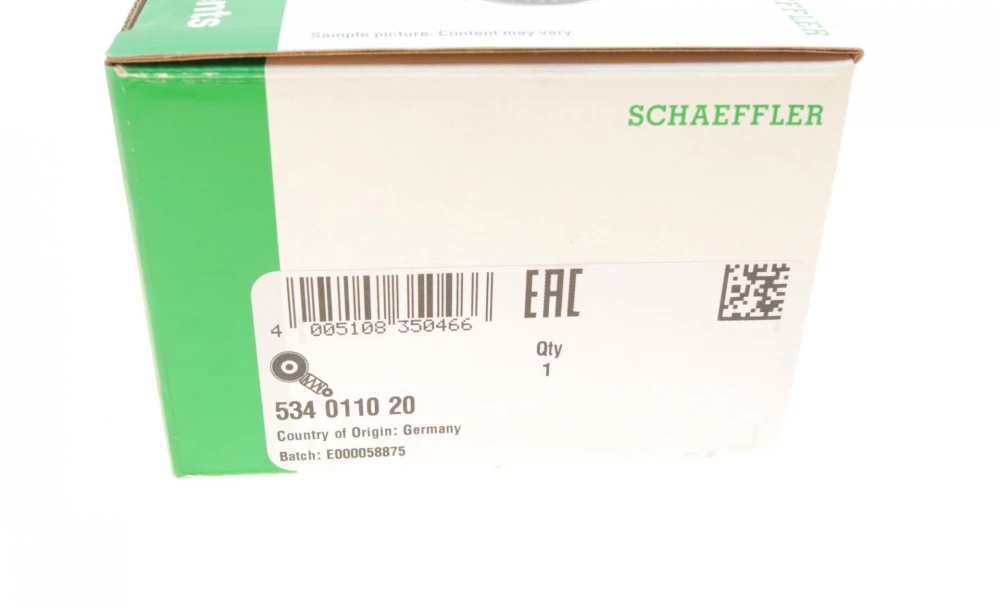 Sample picture. Content may vary.
SCHAEFFLER
EAC
4 005108 350466
Qty
1
534 0110 20
Country of Origin: Germany
Batch: E000058875